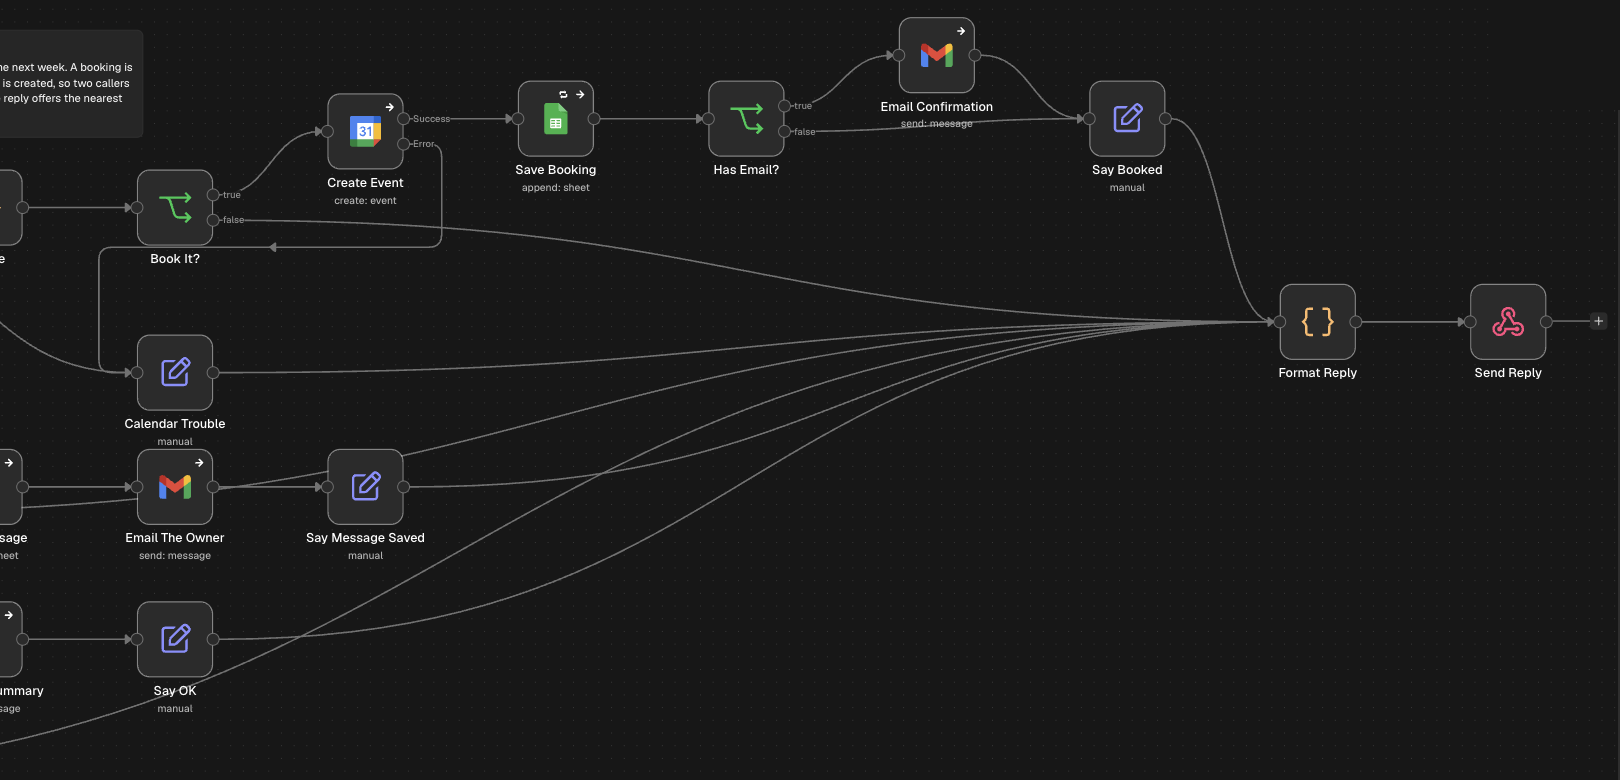 he next week. A booking is
is created, so two callers
reply offers the nearest
Email Confirmation
send: message
Success
Error
true
false
Create Event
create: event
31
Save Booking
append: sheet
Has Email?
Say Booked
manual
true
false
Book It?
e
Format Reply
Send Reply
Calendar Trouble
manual
sage
heet
Email The Owner
send: message
Say Message Saved
manual
ummary
sage
Say OK
manual